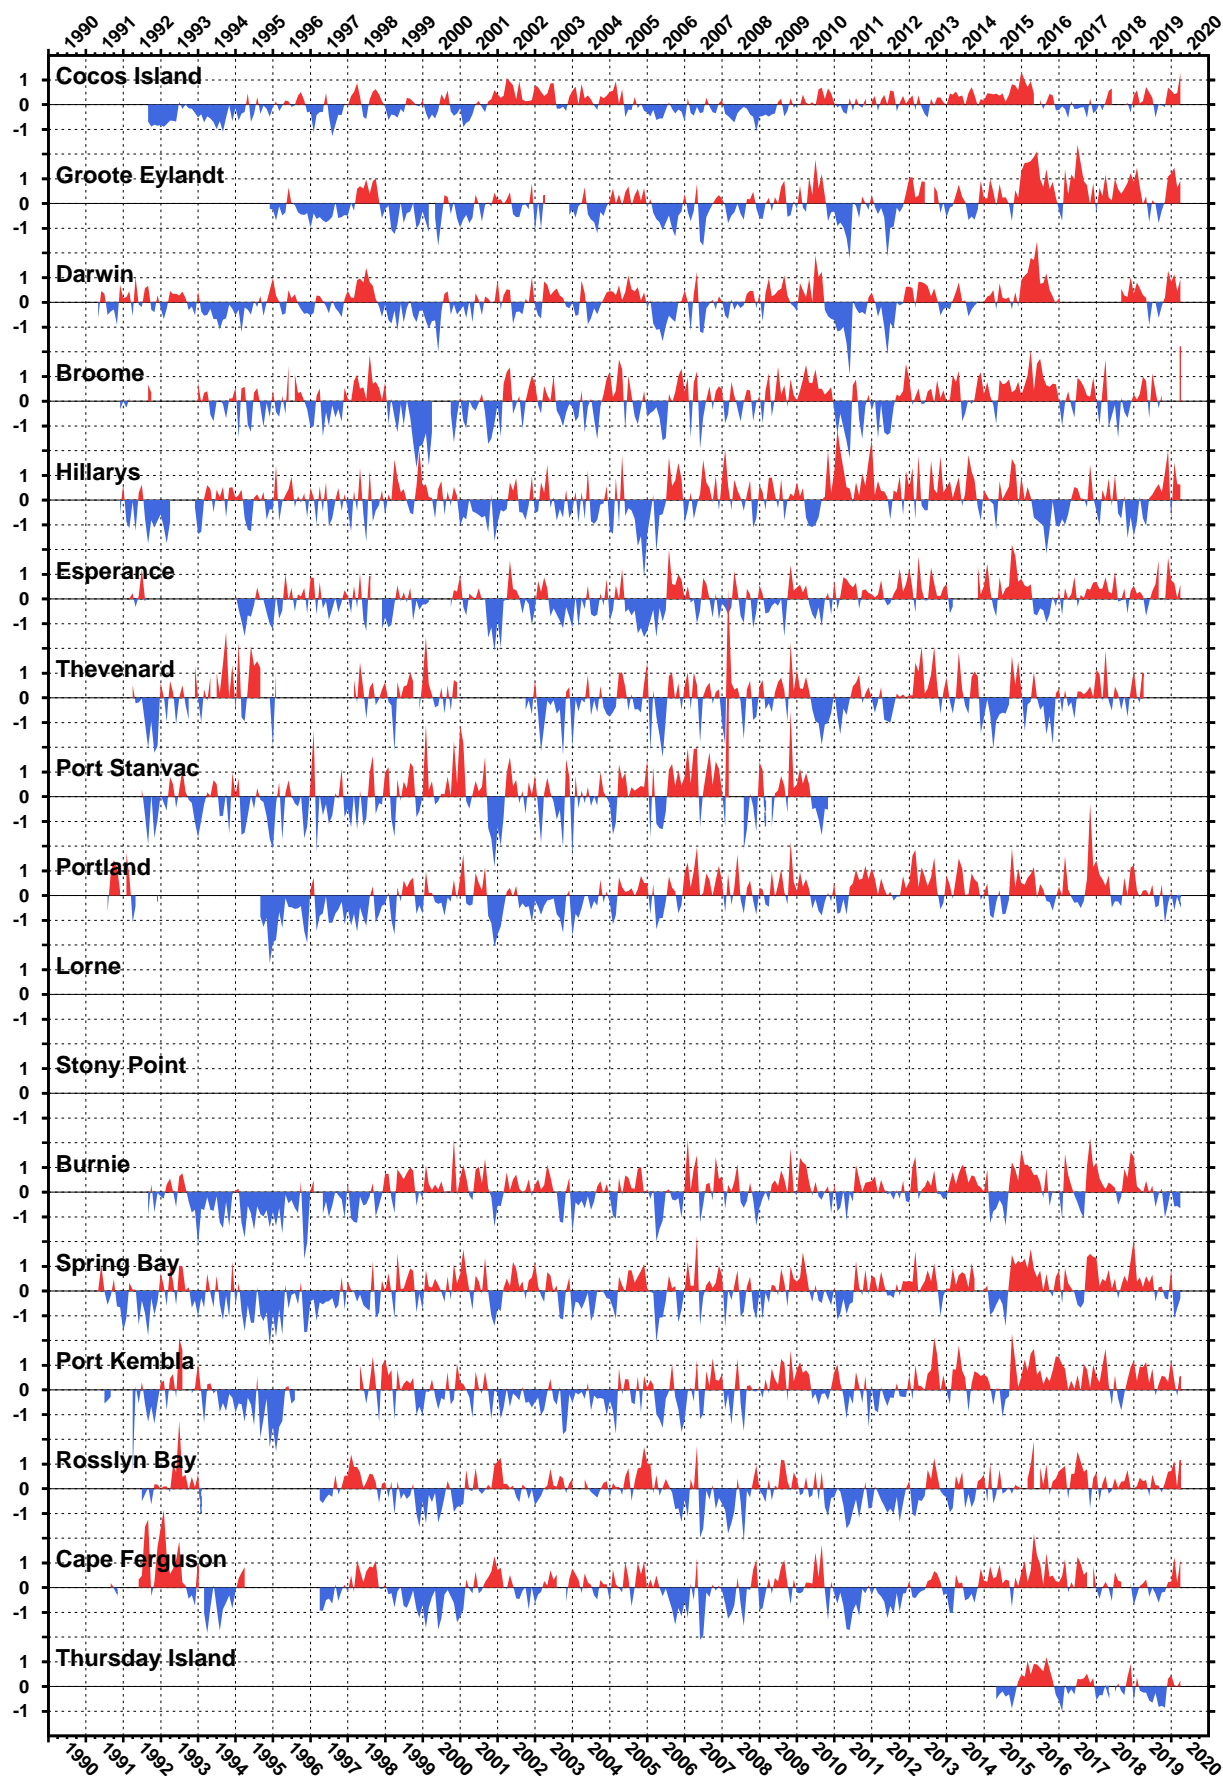 1990 1991 1992 1993 1994 1995 1996 1997 1998 1999 2000 2001 2002 2003 2004 2005 2006 2007 2008 2009 2010 2011 2012 2013 2014 2015 2016 2017 2018 2019 2020
Cocos Island
1
0
-1
Groote Eylandt
1
0
-1
Darwin
1
0
-1
Broome
1
0
-1
Hillarys
1
0
-1
Esperance
1
0
-1
Thevenard
1
0
-1
Port Stanvac
1
0
-1
Portland
1
0
-1
Lorne
1
0
-1
Stony Point
1
0
-1
Burnie
1
0
-1
Spring Bay
1
0
-1
Port Kembla
1
0
-1
Rosslyn Bay
1
0
-1
Cape Ferguson
1
0
-1
Thursday Island
1
0
-1
1990 1991 1992 1993 1994 1995 1996 1997 1998 1999 2000 2001 2002 2003 2004 2005 2006 2007 2008 2009 2010 2011 2012 2013 2014 2015 2016 2017 2018 2019 2020